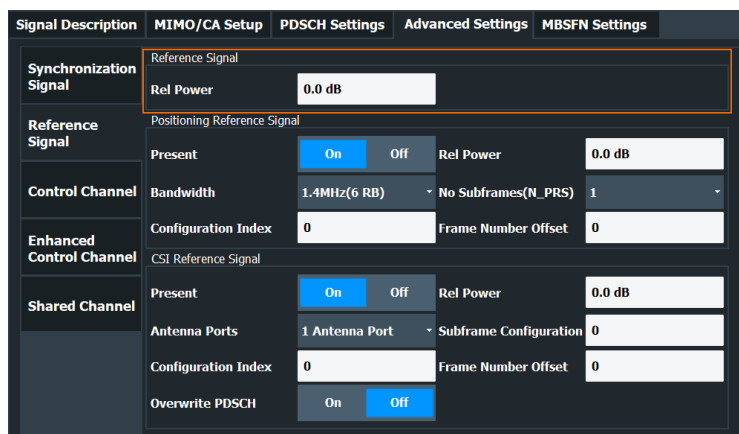 Signal Description MIMO/CA Setup PDSCH Settings Advanced Settings MBSFN Settings
Synchronization
Signal
Reference
Signal
Control Channel
Enhanced
Control Channel
Shared Channel
Reference Signal
Rel Power 0.0 dB
Positioning Reference Signal
Present On Off Rel Power 0.0 dB
Bandwidth 1.4MHz(6 RB) No Subframes(N_PRS) 1
Configuration Index 0 Frame Number Offset 0
CSI Reference Signal
Present On Off Rel Power 0.0 dB
Antenna Ports 1 Antenna Port Subframe Configuration 0
Configuration Index 0 Frame Number Offset 0
Overwrite PDSCH On Off